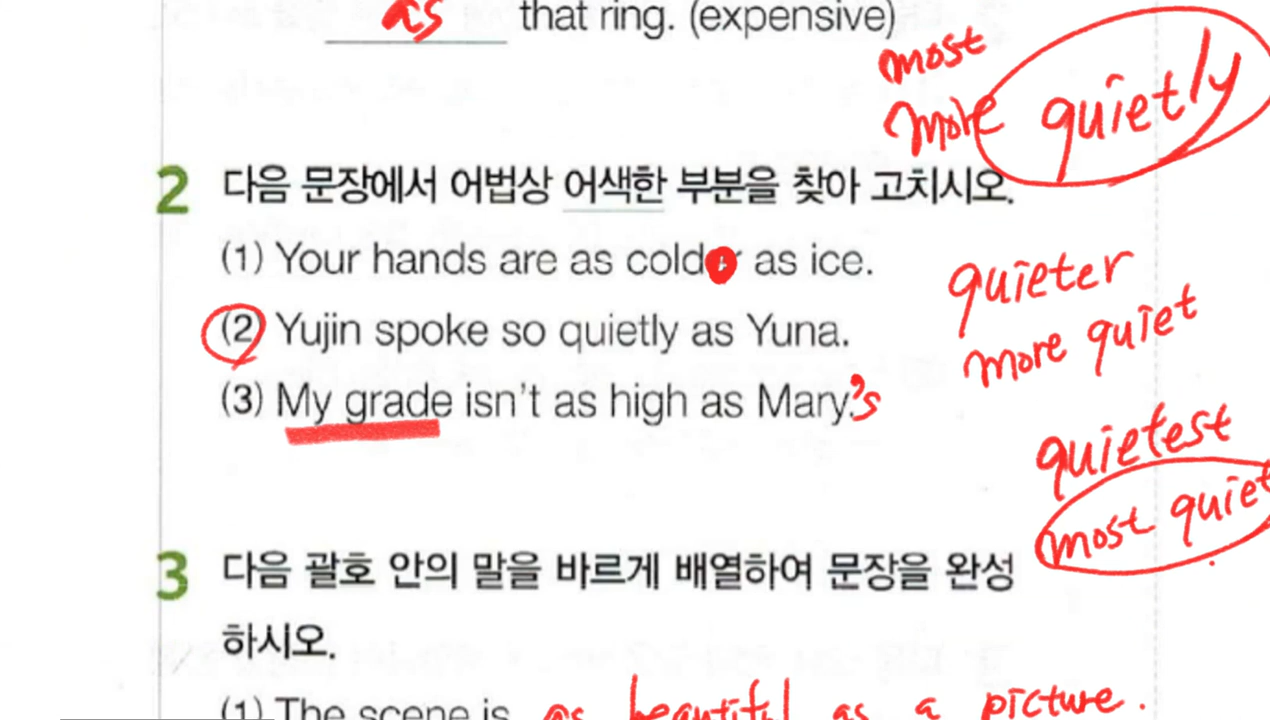 as that ring. (expensive)
most
more quietly
2 다음 문장에서 어법상 어색한 부분을 찾아 고치시오.
(1) Your hands are as colder as ice.
quieter
(2) Yujin spoke so quietly as Yuna.
more quiet
(3) My grade isn't as high as Mary.'s
quietest
most quiet
3 다음 괄호 안의 말을 바르게 배열하여 문장을 완성
하시오.
(1) The scene is as beautiful as a picture.